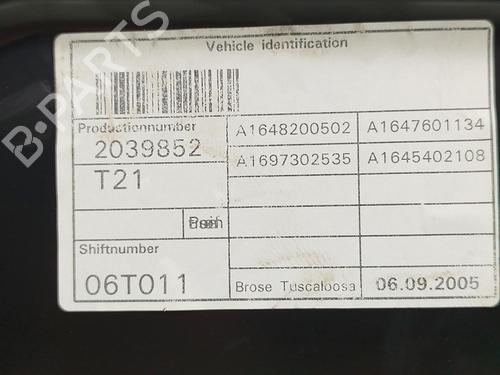 Vehicle identification
Productionnumber
2039852
T21
Shiftnumber
06T011
A1648200502 A1647601134
A1697302535 A1645402108
Brose Tuscaloosa 06.09.2005
B-PARTS